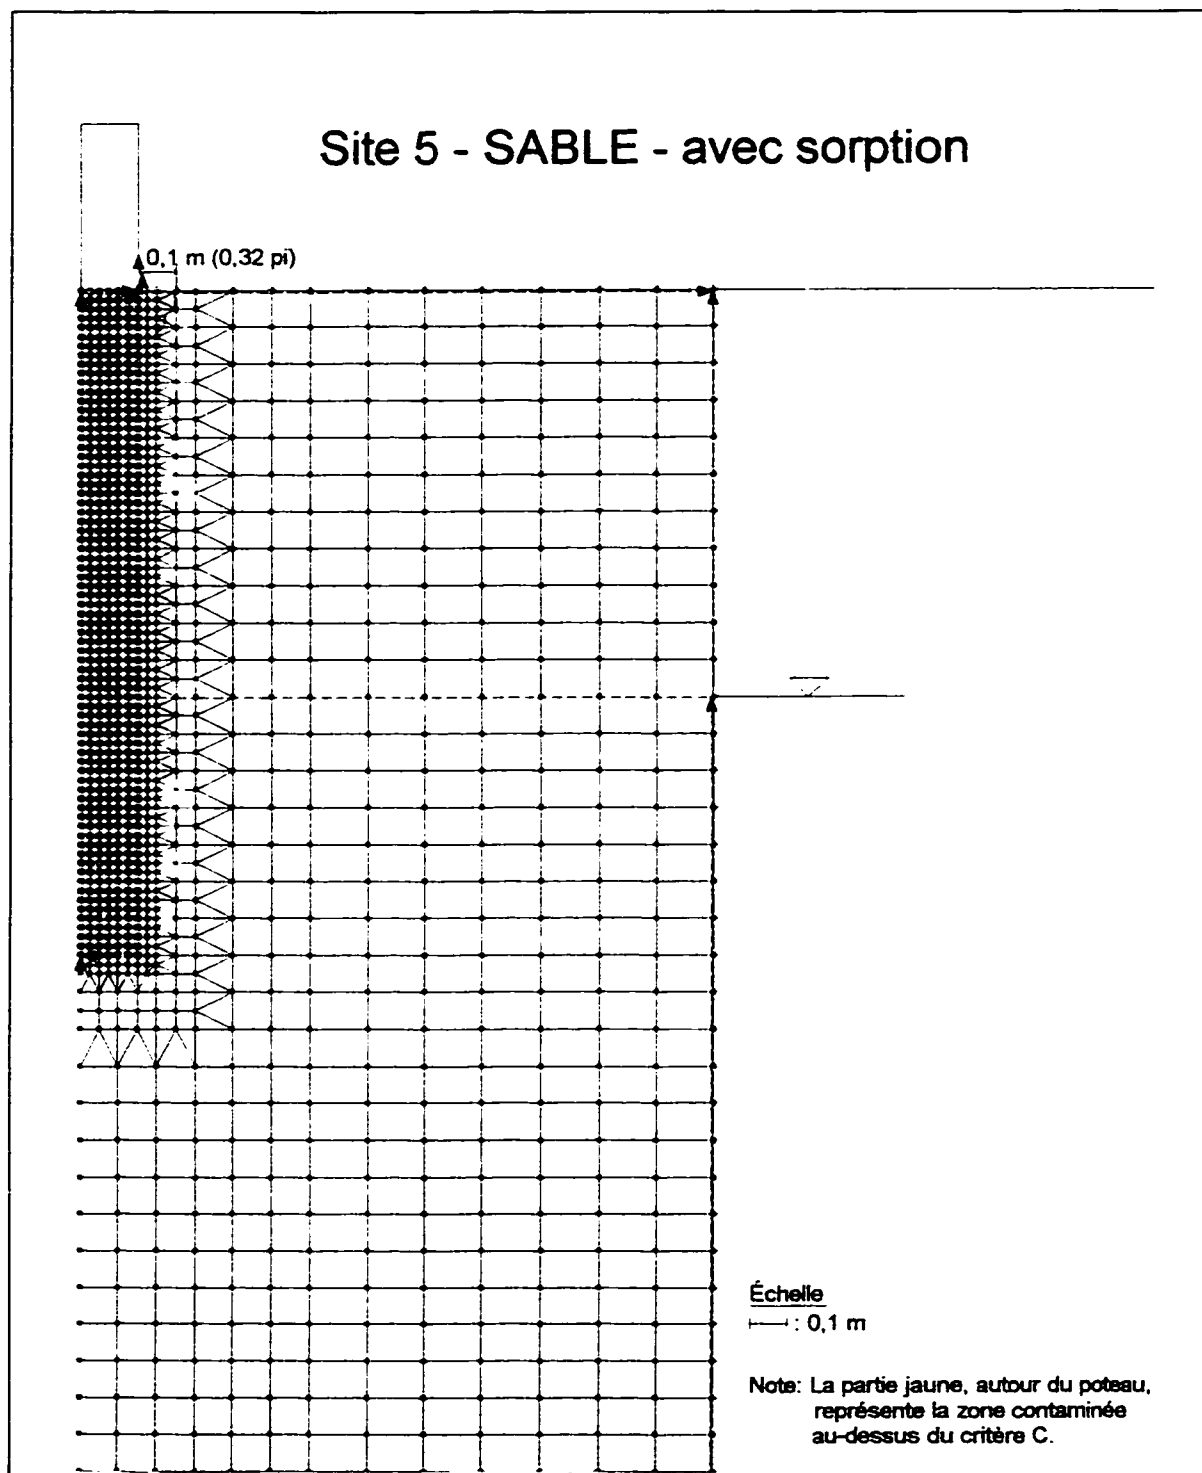 Site 5 - SABLE - avec sorption
0,1 m (0,32 pi)
Échelle
: 0,1 m
Note: La partie jaune, autour du poteau,
représente la zone contaminée
au-dessus du critère C.